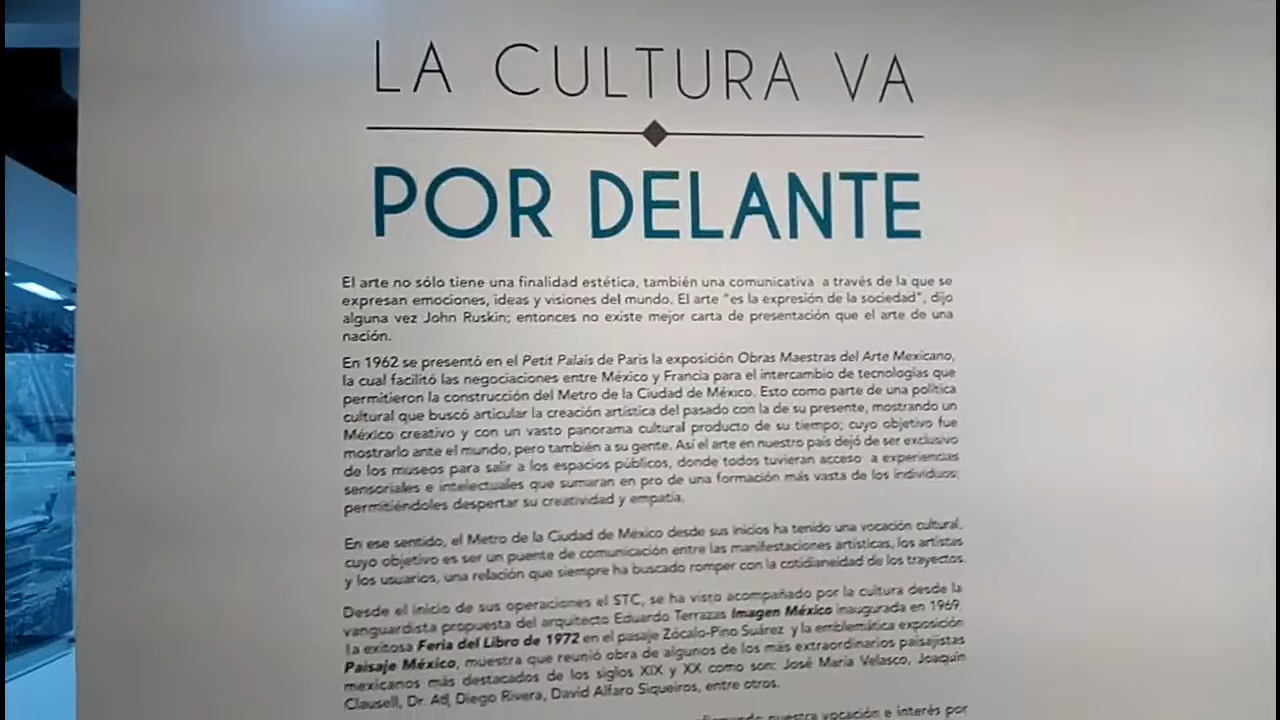 LA CULTURA VA
POR DELANTE
El arte no sólo tiene una finalidad estética, también una comunicativa a través de la que se
expresan emociones, ideas y visiones del mundo. El arte "es la expresión de la sociedad", dijo
alguna vez John Ruskin; entonces no existe mejor carta de presentación que el arte de una
nación.
En 1962 se presentó en el Petit Palais de Paris la exposición Obras Maestras del Arte Mexicano,
la cual facilitó las negociaciones entre México y Francia para el intercambio de tecnologías que
permitieron la construcción del Metro de la Ciudad de México. Esto como parte de una política
cultural que buscó articular la creación artística del pasado con la de su presente, mostrando un
México creativo y con un vasto panorama cultural producto de su tiempo; cuyo objetivo fue
mostrarlo ante el mundo, pero también a su gente. Así el arte en nuestro país dejó de ser exclusivo
de los museos para salir a los espacios públicos, donde todos tuvieran acceso a experiencias
sensoriales e intelectuales que sumaran en pro de una formación más vasta de los individuos;
permitiéndoles despertar su creatividad y empatía.
En ese sentido, el Metro de la Ciudad de México desde sus inicios ha tenido una vocación cultural,
cuyo objetivo es ser un puente de comunicación entre las manifestaciones artísticas, los artistas
y los usuarios, una relación que siempre ha buscado romper con la cotidianeidad de los trayectos.
Desde el inicio de sus operaciones el STC, se ha visto acompañado por la cultura desde la
vanguardista propuesta del arquitecto Eduardo Terrazas Imagen México inaugurada en 1969,
la exitosa Feria del Libro de 1972 en el pasaje Zócalo-Pino Suárez y la emblemática exposición
Paisaje México, muestra que reunió obra de algunos de los más extraordinarios paisajistas
mexicanos más destacados de los siglos XIX y XX como son: José María Velasco, Joaquín
Clausell, Dr. Atl, Diego Rivera, David Alfaro Siqueiros, entre otros.
nuestra vocación e interés por